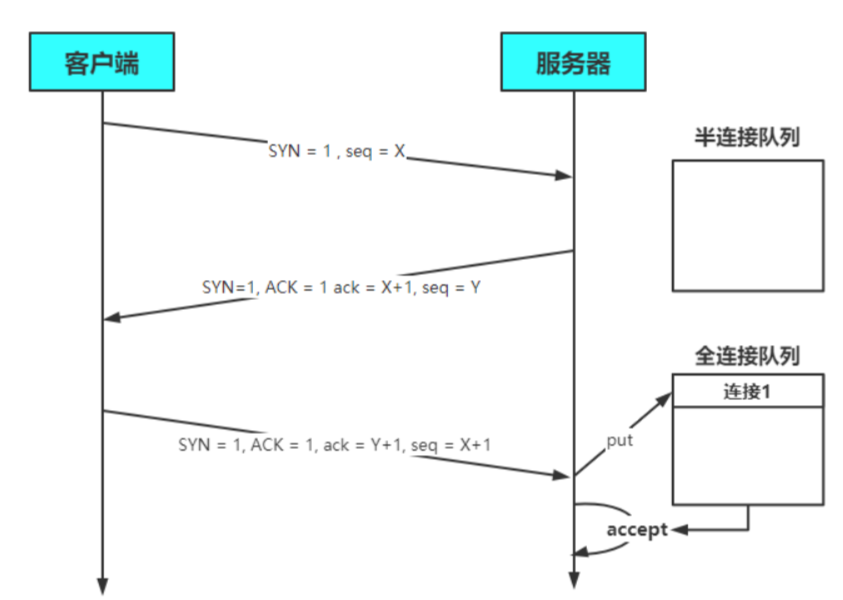 客户端
服务器
SYN = 1 , seq = X
半连接队列
SYN=1, ACK = 1 ack = X+1, seq = Y
全连接队列
连接1
SYN = 1, ACK = 1, ack = Y+1, seq = X+1
put
accept